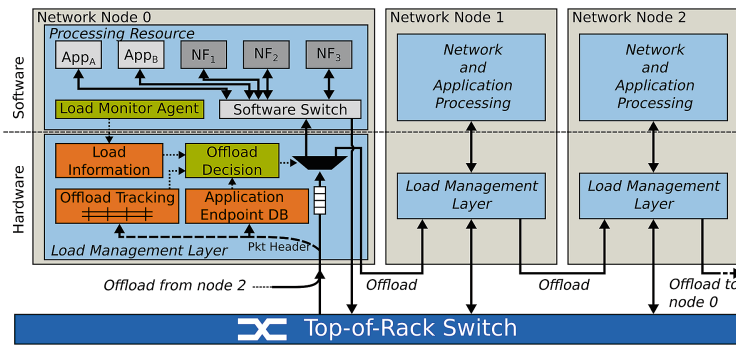 Network Node 0
Network Node 1
Network Node 2
Processing Resource
AppA
AppB
NF1
NF2
NF3
Network
and
Application
Processing
Network
and
Application
Processing
Software
Load Monitor Agent
Software Switch
Load
Information
Offload
Decision
Load Management
Layer
Load Management
Layer
Hardware
Offload Tracking
Application
Endpoint DB
Load Management Layer
Pkt Header
Offload from node 2
Offload
Offload
Offload to
node 0
Top-of-Rack Switch